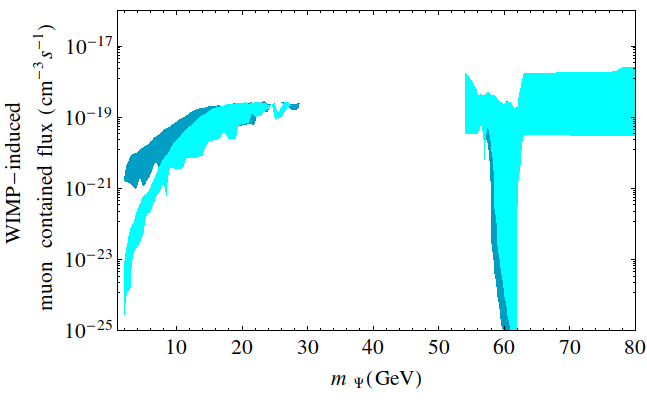 WIMP−induced
muon contained flux (cm⁻³ s⁻¹)
10⁻¹⁷
10⁻¹⁹
10⁻²¹
10⁻²³
10⁻²⁵
10 20 30 40 50 60 70 80
m Ψ (GeV)